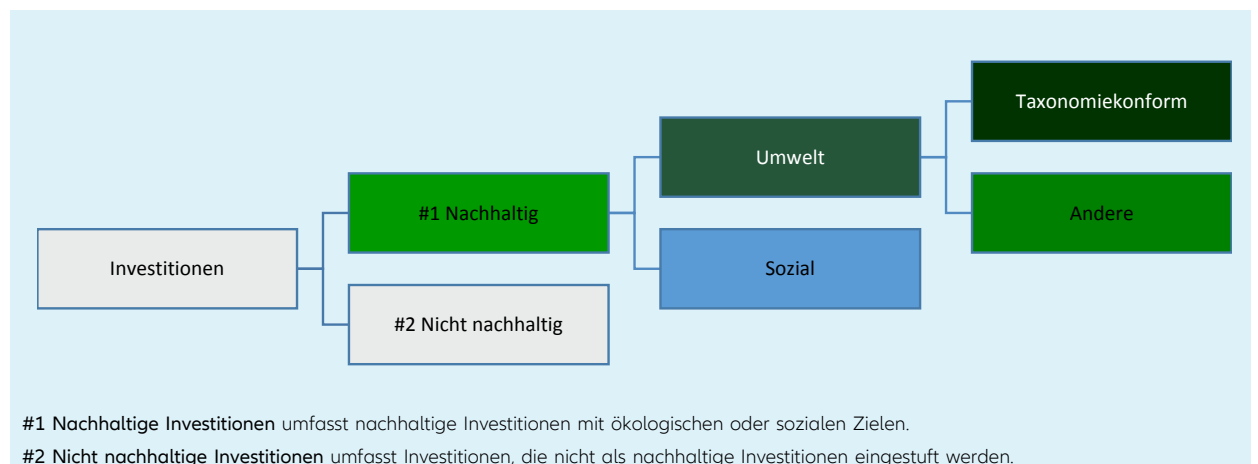 Taxonomiekonform
Umwelt
#1 Nachhaltig
Andere
Investitionen
Sozial
#2 Nicht nachhaltig
#1 Nachhaltige Investitionen umfasst nachhaltige Investitionen mit ökologischen oder sozialen Zielen.
#2 Nicht nachhaltige Investitionen umfasst Investitionen, die nicht als nachhaltige Investitionen eingestuft werden.